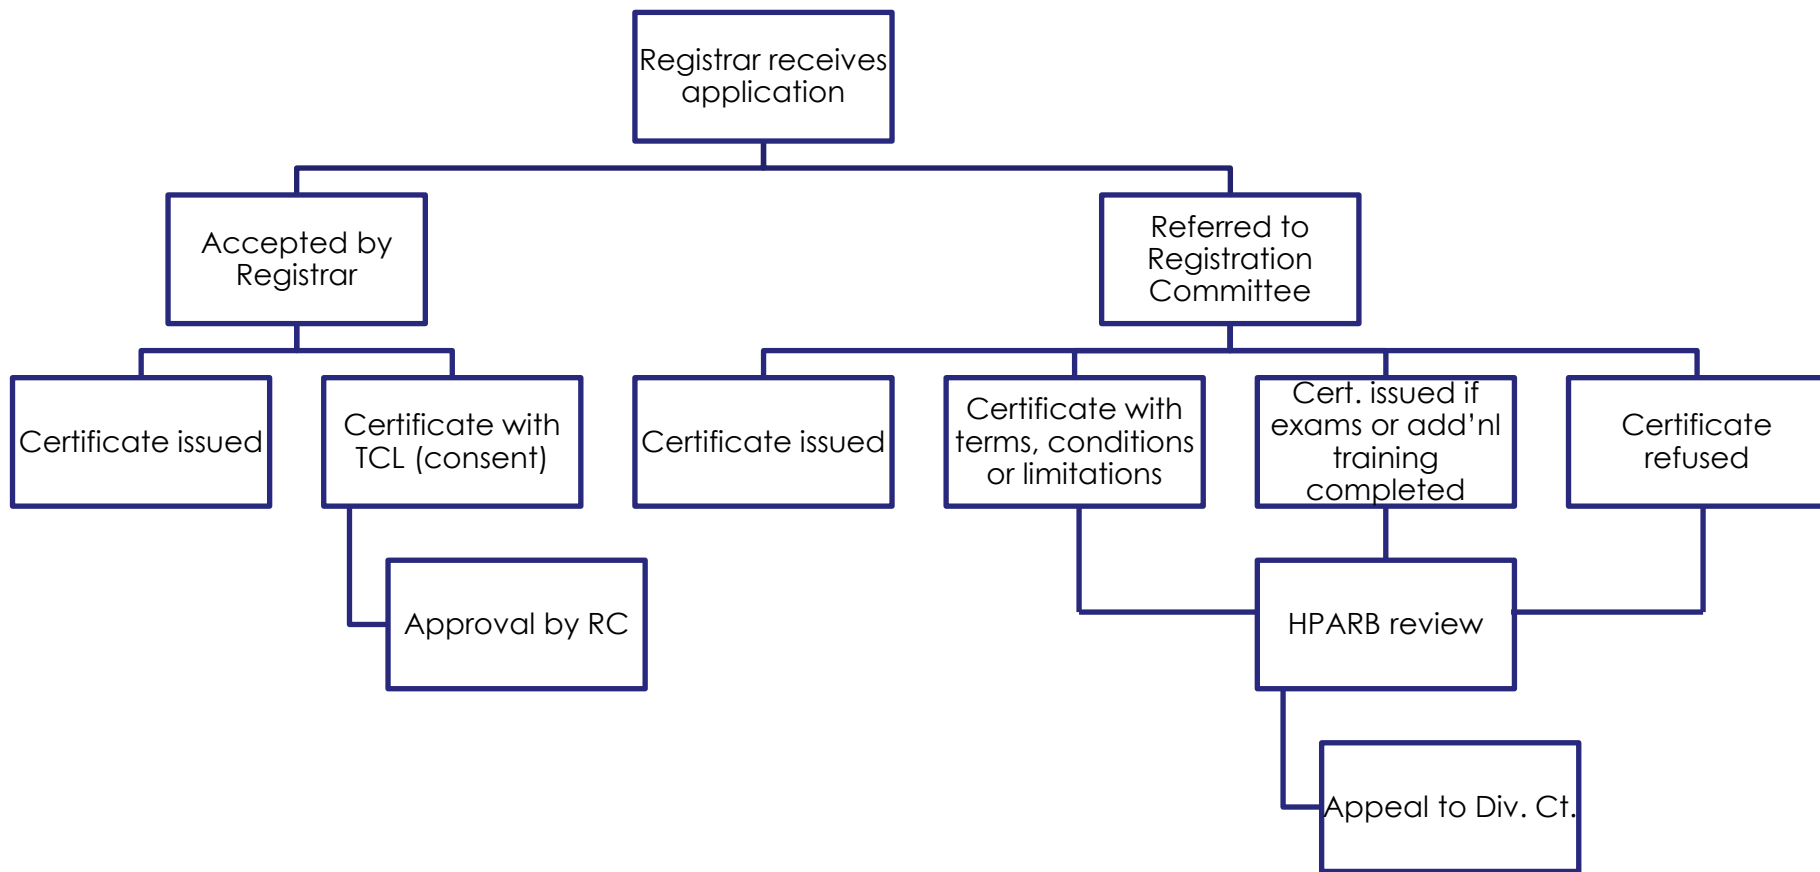 Registrar receives
application
Accepted by
Registrar
Referred to
Registration
Committee
Certificate issued
Certificate with
TCL (consent)
Certificate issued
Certificate with
terms, conditions
or limitations
Cert. issued if
exams or add’nl
training
completed
Certificate
refused
Approval by RC
HPARB review
Appeal to Div. Ct.